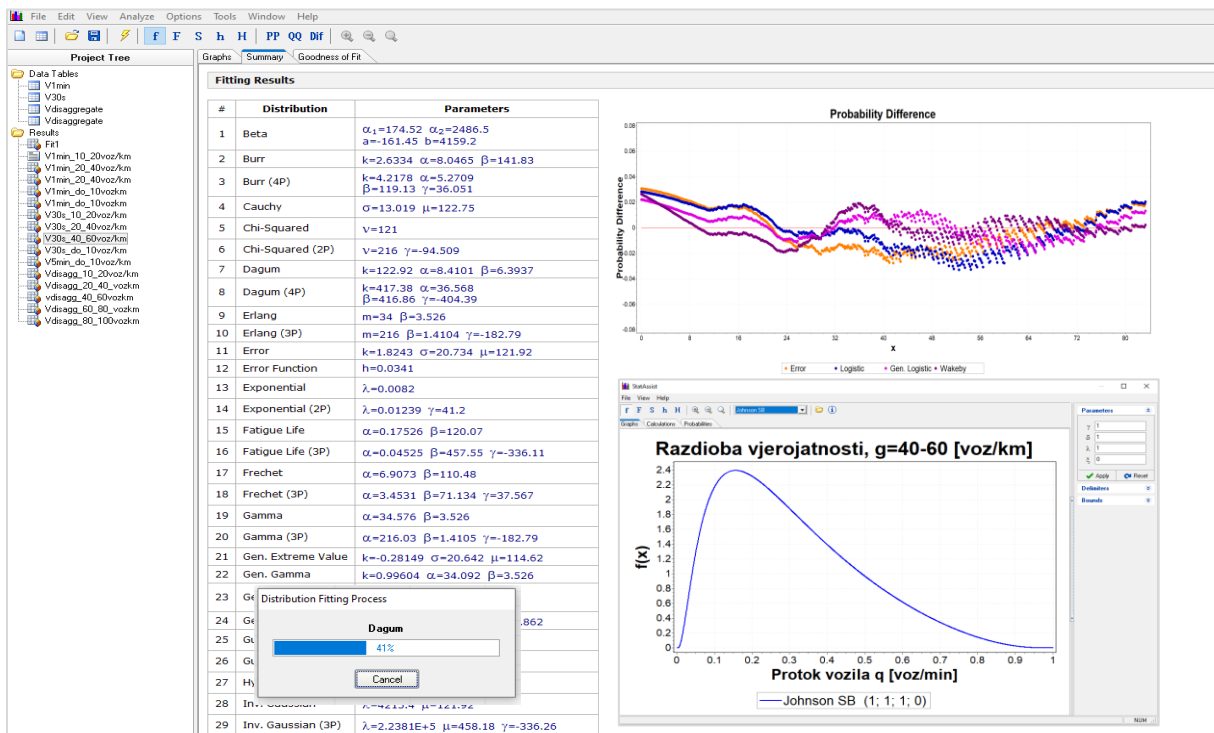 File Edit View Analyze Options Tools Window Help
f F S h H PP QQ Dif
Project Tree
Data Tables
V1min
V30s
Vdisaggregate
Vdisaggregate
Results
Fit1
V1min_10_20voz/km
V1min_20_40voz/km
V1min_20_40voz/km
V1min_do_10vozkm
V1min_do_10vozkm
V30s_10_20voz/km
V30s_20_40voz/km
V30s_40_60voz/km
V30s_do_10voz/km
V5min_do_10vozkm
Vdisagg_10_20voz/km
Vdisagg_20_40_vozkm
vdisagg_40_60vozkm
Vdisagg_60_80_vozkm
Vdisagg_80_100vozkm
Graphs Summary Goodness of Fit
Fitting Results
# Distribution Parameters
1 Beta α1=174.52 α2=2486.5
a=-161.45 b=4159.2
2 Burr k=2.6334 α=8.0465 β=141.83
3 Burr (4P) k=4.2178 α=5.2709
β=119.13 γ=36.051
4 Cauchy σ=13.019 μ=122.75
5 Chi-Squared ν=121
6 Chi-Squared (2P) ν=216 γ=-94.509
7 Dagum k=122.92 α=8.4101 β=6.3937
8 Dagum (4P) k=417.38 α=36.568
β=416.86 γ=-404.39
9 Erlang m=34 β=3.526
10 Erlang (3P) m=216 β=1.4104 γ=-182.79
11 Error k=1.8243 σ=20.734 μ=121.92
12 Error Function h=0.0341
13 Exponential λ=0.0082
14 Exponential (2P) λ=0.01239 γ=41.2
15 Fatigue Life α=0.17526 β=120.07
16 Fatigue Life (3P) α=0.04525 β=457.55 γ=-336.11
17 Frechet α=6.9073 β=110.48
18 Frechet (3P) α=3.4531 β=71.134 γ=37.567
19 Gamma α=34.576 β=3.526
20 Gamma (3P) α=216.03 β=1.4105 γ=-182.79
21 Gen. Extreme Value k=-0.28149 σ=20.642 μ=114.62
22 Gen. Gamma k=0.99604 α=34.092 β=3.526
23 Ge
24 Ge .862
25 Gu
26 Gu
27 Hy
28 Inv. Gaussian λ=4215.4 μ=121.92
29 Inv. Gaussian (3P) λ=2.2381E+5 μ=458.18 γ=-336.26
Distribution Fitting Process
Dagum
41%
Cancel
Probability Difference
Probability Difference
0.08
0.06
0.04
0.02
0
-0.02
-0.04
-0.06
-0.08
0 8 16 24 32 40 48 56 64 72 80
x
Error Logistic Gen. Logistic Wakeby
StatAssist
File View Help
f F S h H Johnson SB
Graphs Calculations Probabilities
Razdioba vjerojatnosti, g=40-60 [voz/km]
f(x)
2.4
2.2
2
1.8
1.6
1.4
1.2
1
0.8
0.6
0.4
0.2
0
0 0.1 0.2 0.3 0.4 0.5 0.6 0.7 0.8 0.9 1
Protok vozila q [voz/min]
Johnson SB (1; 1; 1; 0)
Parameters
γ 1
δ 1
λ 1
ξ 0
Apply Reset
Delimiters
Bounds
NUM